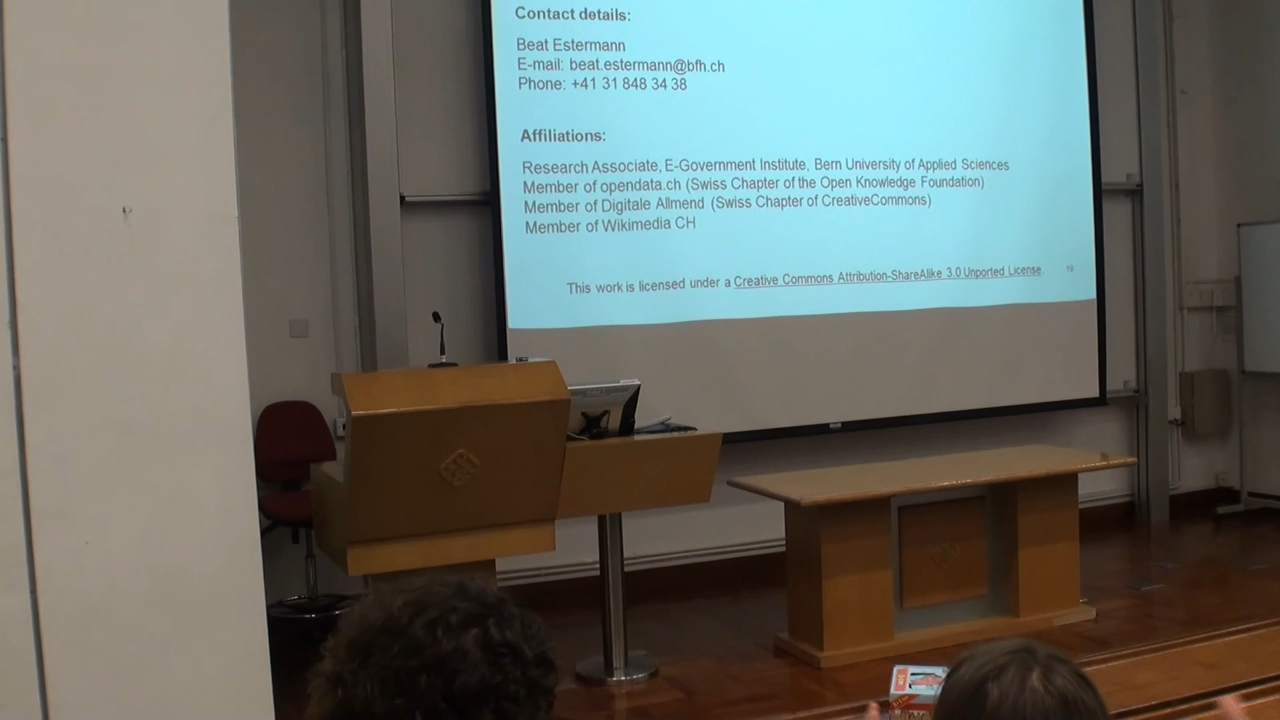 Contact details:
Beat Estermann
E-mail: beat.estermann@bfh.ch
Phone: +41 31 848 34 38
Affiliations:
Research Associate, E-Government Institute, Bern University of Applied Sciences
Member of opendata.ch (Swiss Chapter of the Open Knowledge Foundation)
Member of Digitale Allmend (Swiss Chapter of CreativeCommons)
Member of Wikimedia CH
This work is licensed under a Creative Commons Attribution-ShareAlike 3.0 Unported License.
19